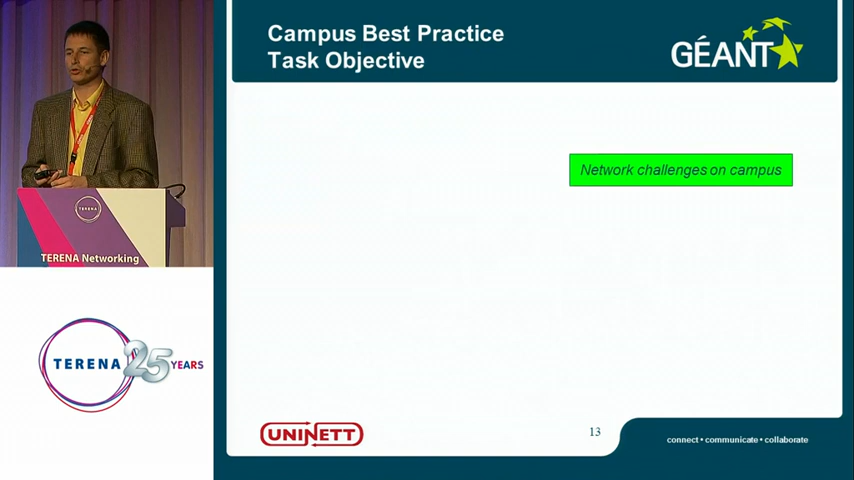 Campus Best Practice
Task Objective
GÉANT
Network challenges on campus
TERENA
TERENA Networking
TERENA 25 YEARS
UNINETT
13
connect • communicate • collaborate